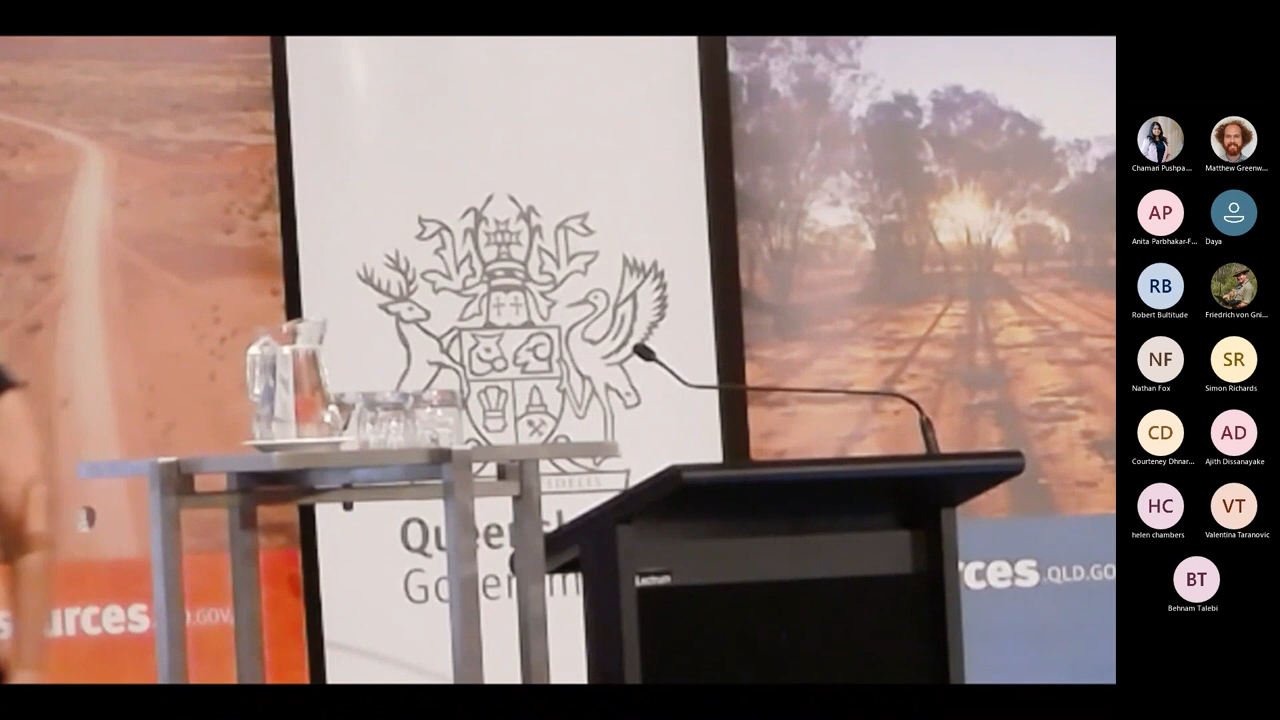 Chamari Pushpa...
Matthew Greenw...
AP
Anita Parbhakar-F...
Daya
RB
Robert Bultitude
Friedrich von Gni...
NF
Nathan Fox
SR
Simon Richards
CD
Courteney Dhnar...
AD
Ajith Dissanayake
HC
helen chambers
VT
Valentina Taranovic
BT
Behnam Talebi
Queensl
Governm
urces
.GOV.
rces.QLD.GO
Lectrum